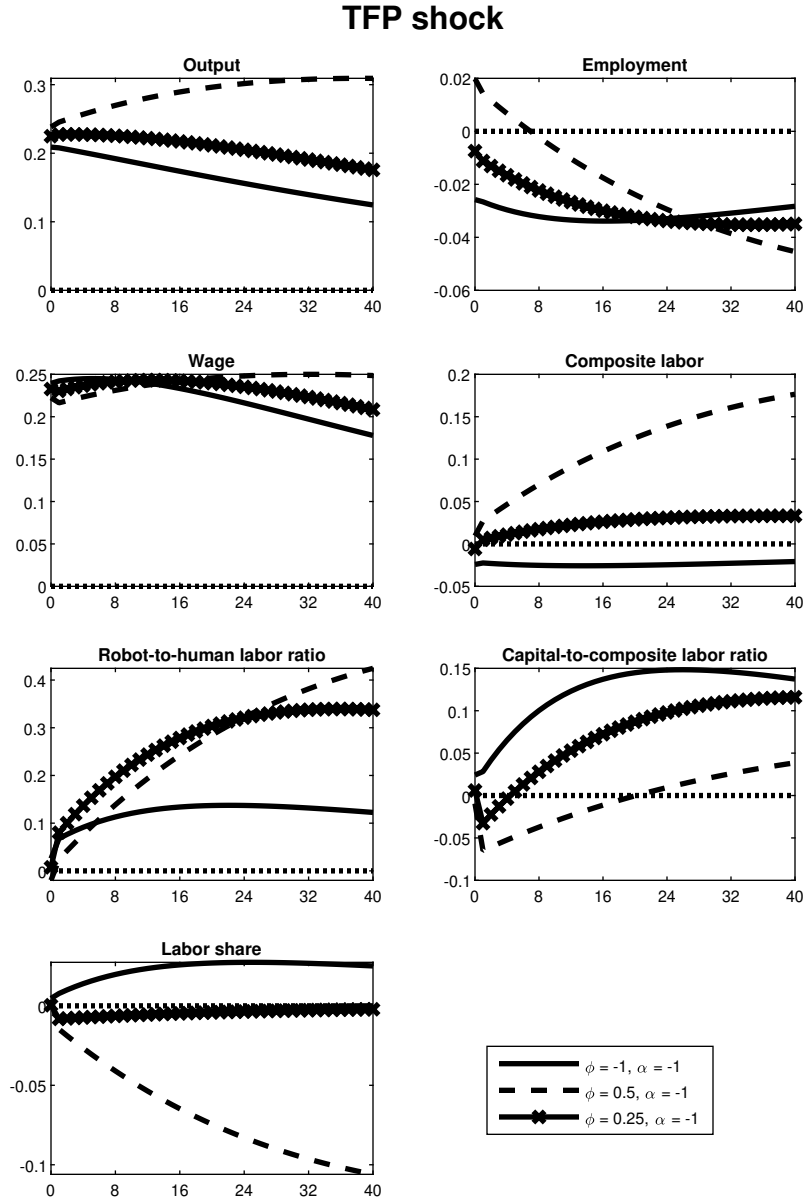 TFP shock
Output
0.3
0.2
0.1
0
0 8 16 24 32 40
Employment
0.02
0
-0.02
-0.04
-0.06
0 8 16 24 32 40
Wage
0.25
0.2
0.15
0.1
0.05
0
0 8 16 24 32 40
Composite labor
0.2
0.15
0.1
0.05
0
-0.05
0 8 16 24 32 40
Robot-to-human labor ratio
0.4
0.3
0.2
0.1
0
0 8 16 24 32 40
Capital-to-composite labor ratio
0.15
0.1
0.05
0
-0.05
-0.1
0 8 16 24 32 40
Labor share
0
-0.05
-0.1
0 8 16 24 32 40
ϕ = -1, α = -1
ϕ = 0.5, α = -1
ϕ = 0.25, α = -1